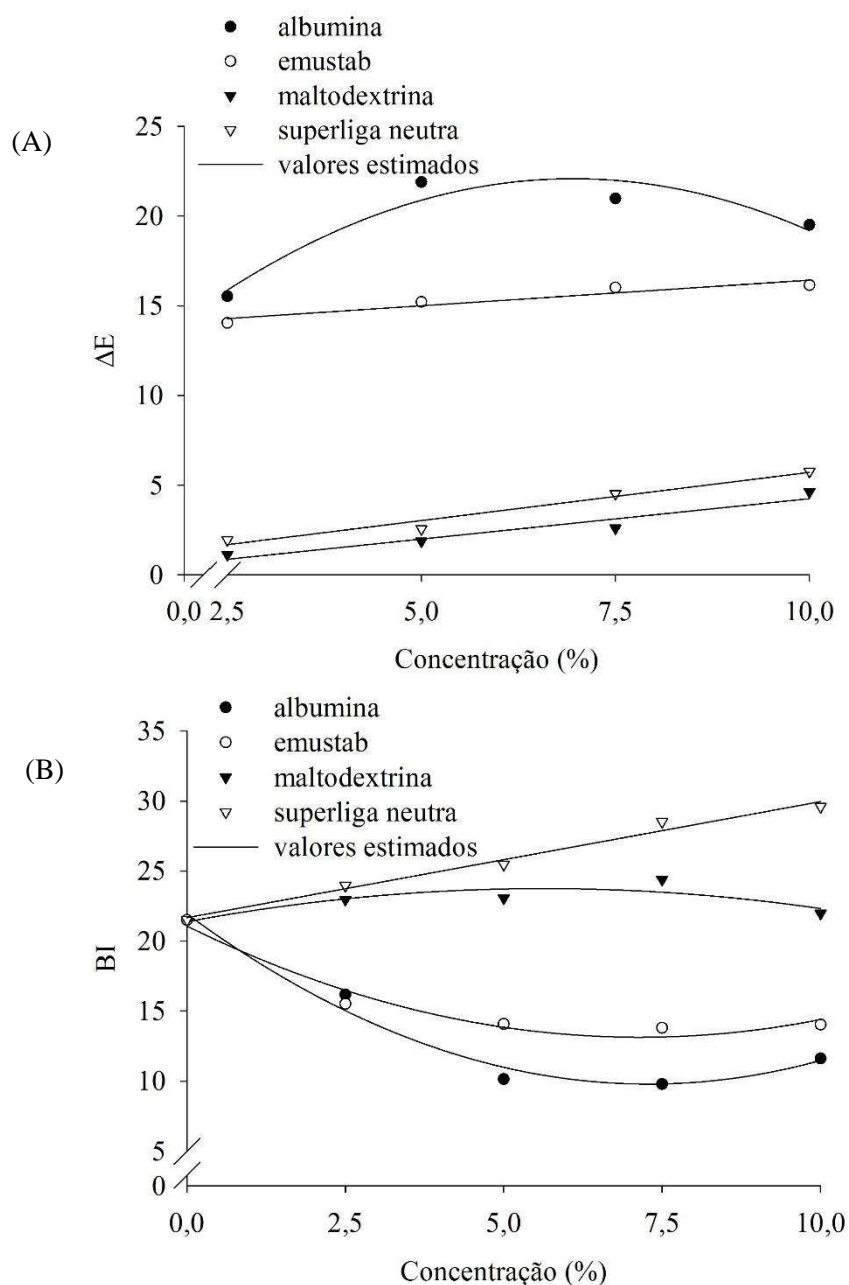 (A)
albumina
emustab
maltodextrina
superliga neutra
valores estimados
25
20
15
10
5
0
ΔE
0,0 2,5 5,0 7,5 10,0
Concentração (%)
(B)
albumina
emustab
maltodextrina
superliga neutra
valores estimados
35
30
25
20
15
10
5
0
BI
0,0 2,5 5,0 7,5 10,0
Concentração (%)